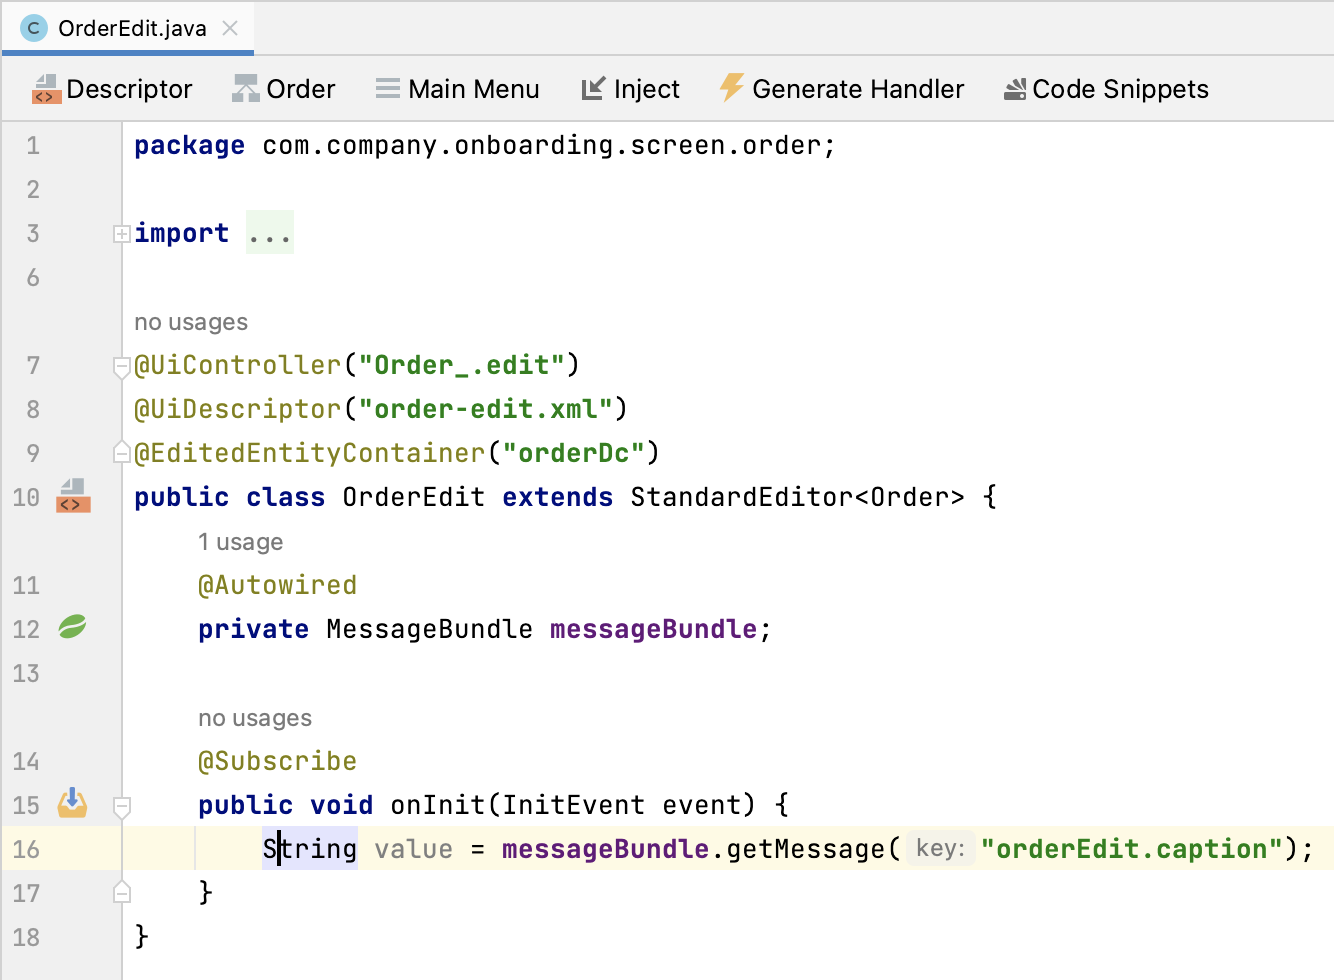 C OrderEdit.java
Descriptor Order Main Menu Inject Generate Handler Code Snippets
1 package com.company.onboarding.screen.order;
2
3 import ...
6
no usages
7 @UiController("Order_.edit")
8 @UiDescriptor("order-edit.xml")
9 @EditedEntityContainer("orderDc")
10 public class OrderEdit extends StandardEditor<Order> {
1 usage
11 @Autowired
12 private MessageBundle messageBundle;
13
no usages
14 @Subscribe
15 public void onInit(InitEvent event) {
16 String value = messageBundle.getMessage( key: "orderEdit.caption");
17 }
18 }